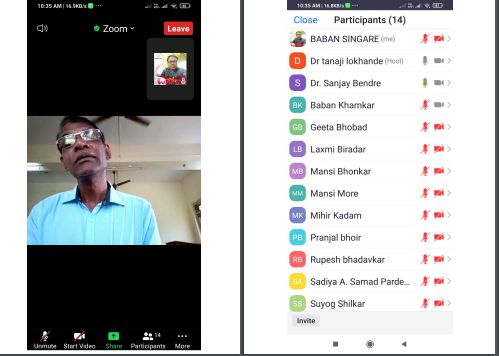 10:35 AM | 16.9KB/s
Zoom
Leave
14
Unmute Start Video Share Participants More
10:35 AM | 16.8KB/s
Close Participants (14)
BABAN SINGARE (me)
D Dr tanaji lokhande (Host)
S Dr. Sanjay Bendre
BK Baban Khamkar
GB Geeta Bhobad
LB Laxmi Biradar
MB Mansi Bhonkar
MM Mansi More
MK Mihir Kadam
PB Pranjal bhoir
RB Rupesh bhadavkar
SA Sadiya A. Samad Parde...
SS Suyog Shilkar
Invite